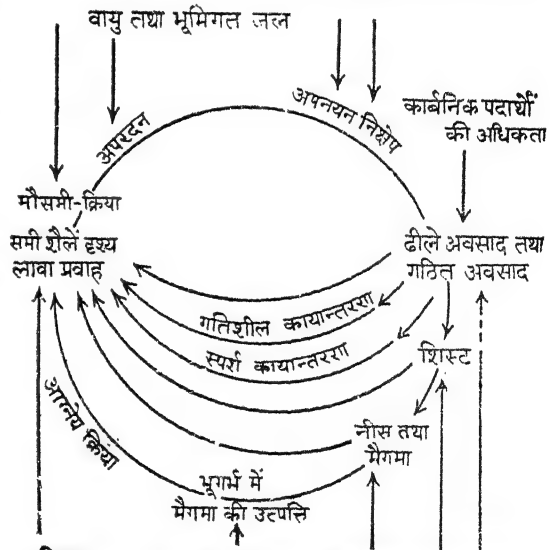 वायु तथा भूमिगत जल
अपरदन
अपनयन निक्षेप
कार्बनिक पदार्थों
की अधिकता
मौसमी-क्रिया
सभी शैलें दृश्य
लावा प्रवाह
ढीले अवसाद तथा
गठित अवसाद
गतिशील कायान्तरण
स्पर्श कायान्तरण
शिस्ट
आग्नेय क्रिया
नीस तथा
मैगमा
भूगर्भ में
मैगमा की उत्पत्ति